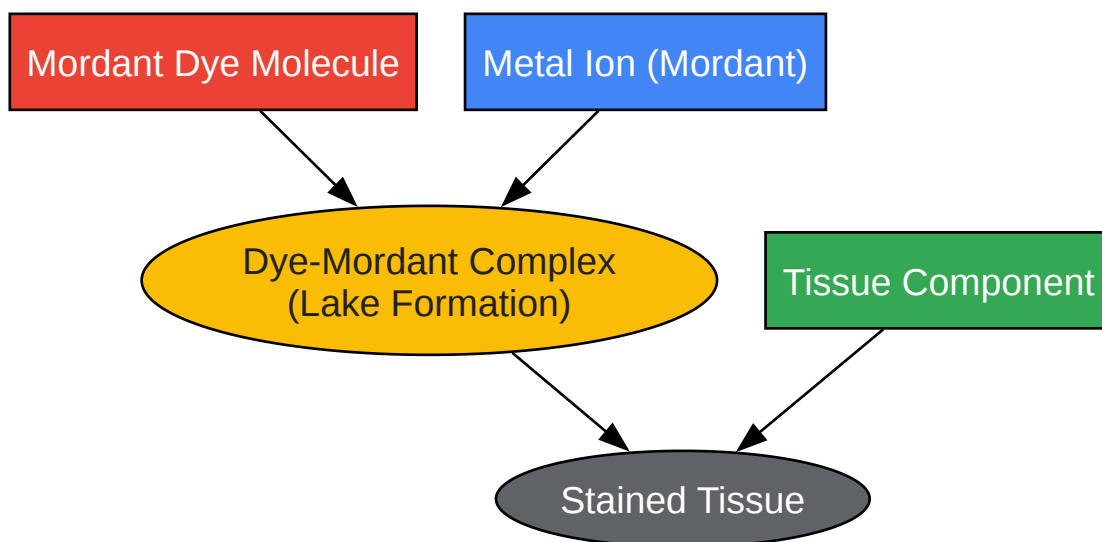 Mordant Dye Molecule
Metal Ion (Mordant)
Dye-Mordant Complex
(Lake Formation)
Tissue Component
Stained Tissue